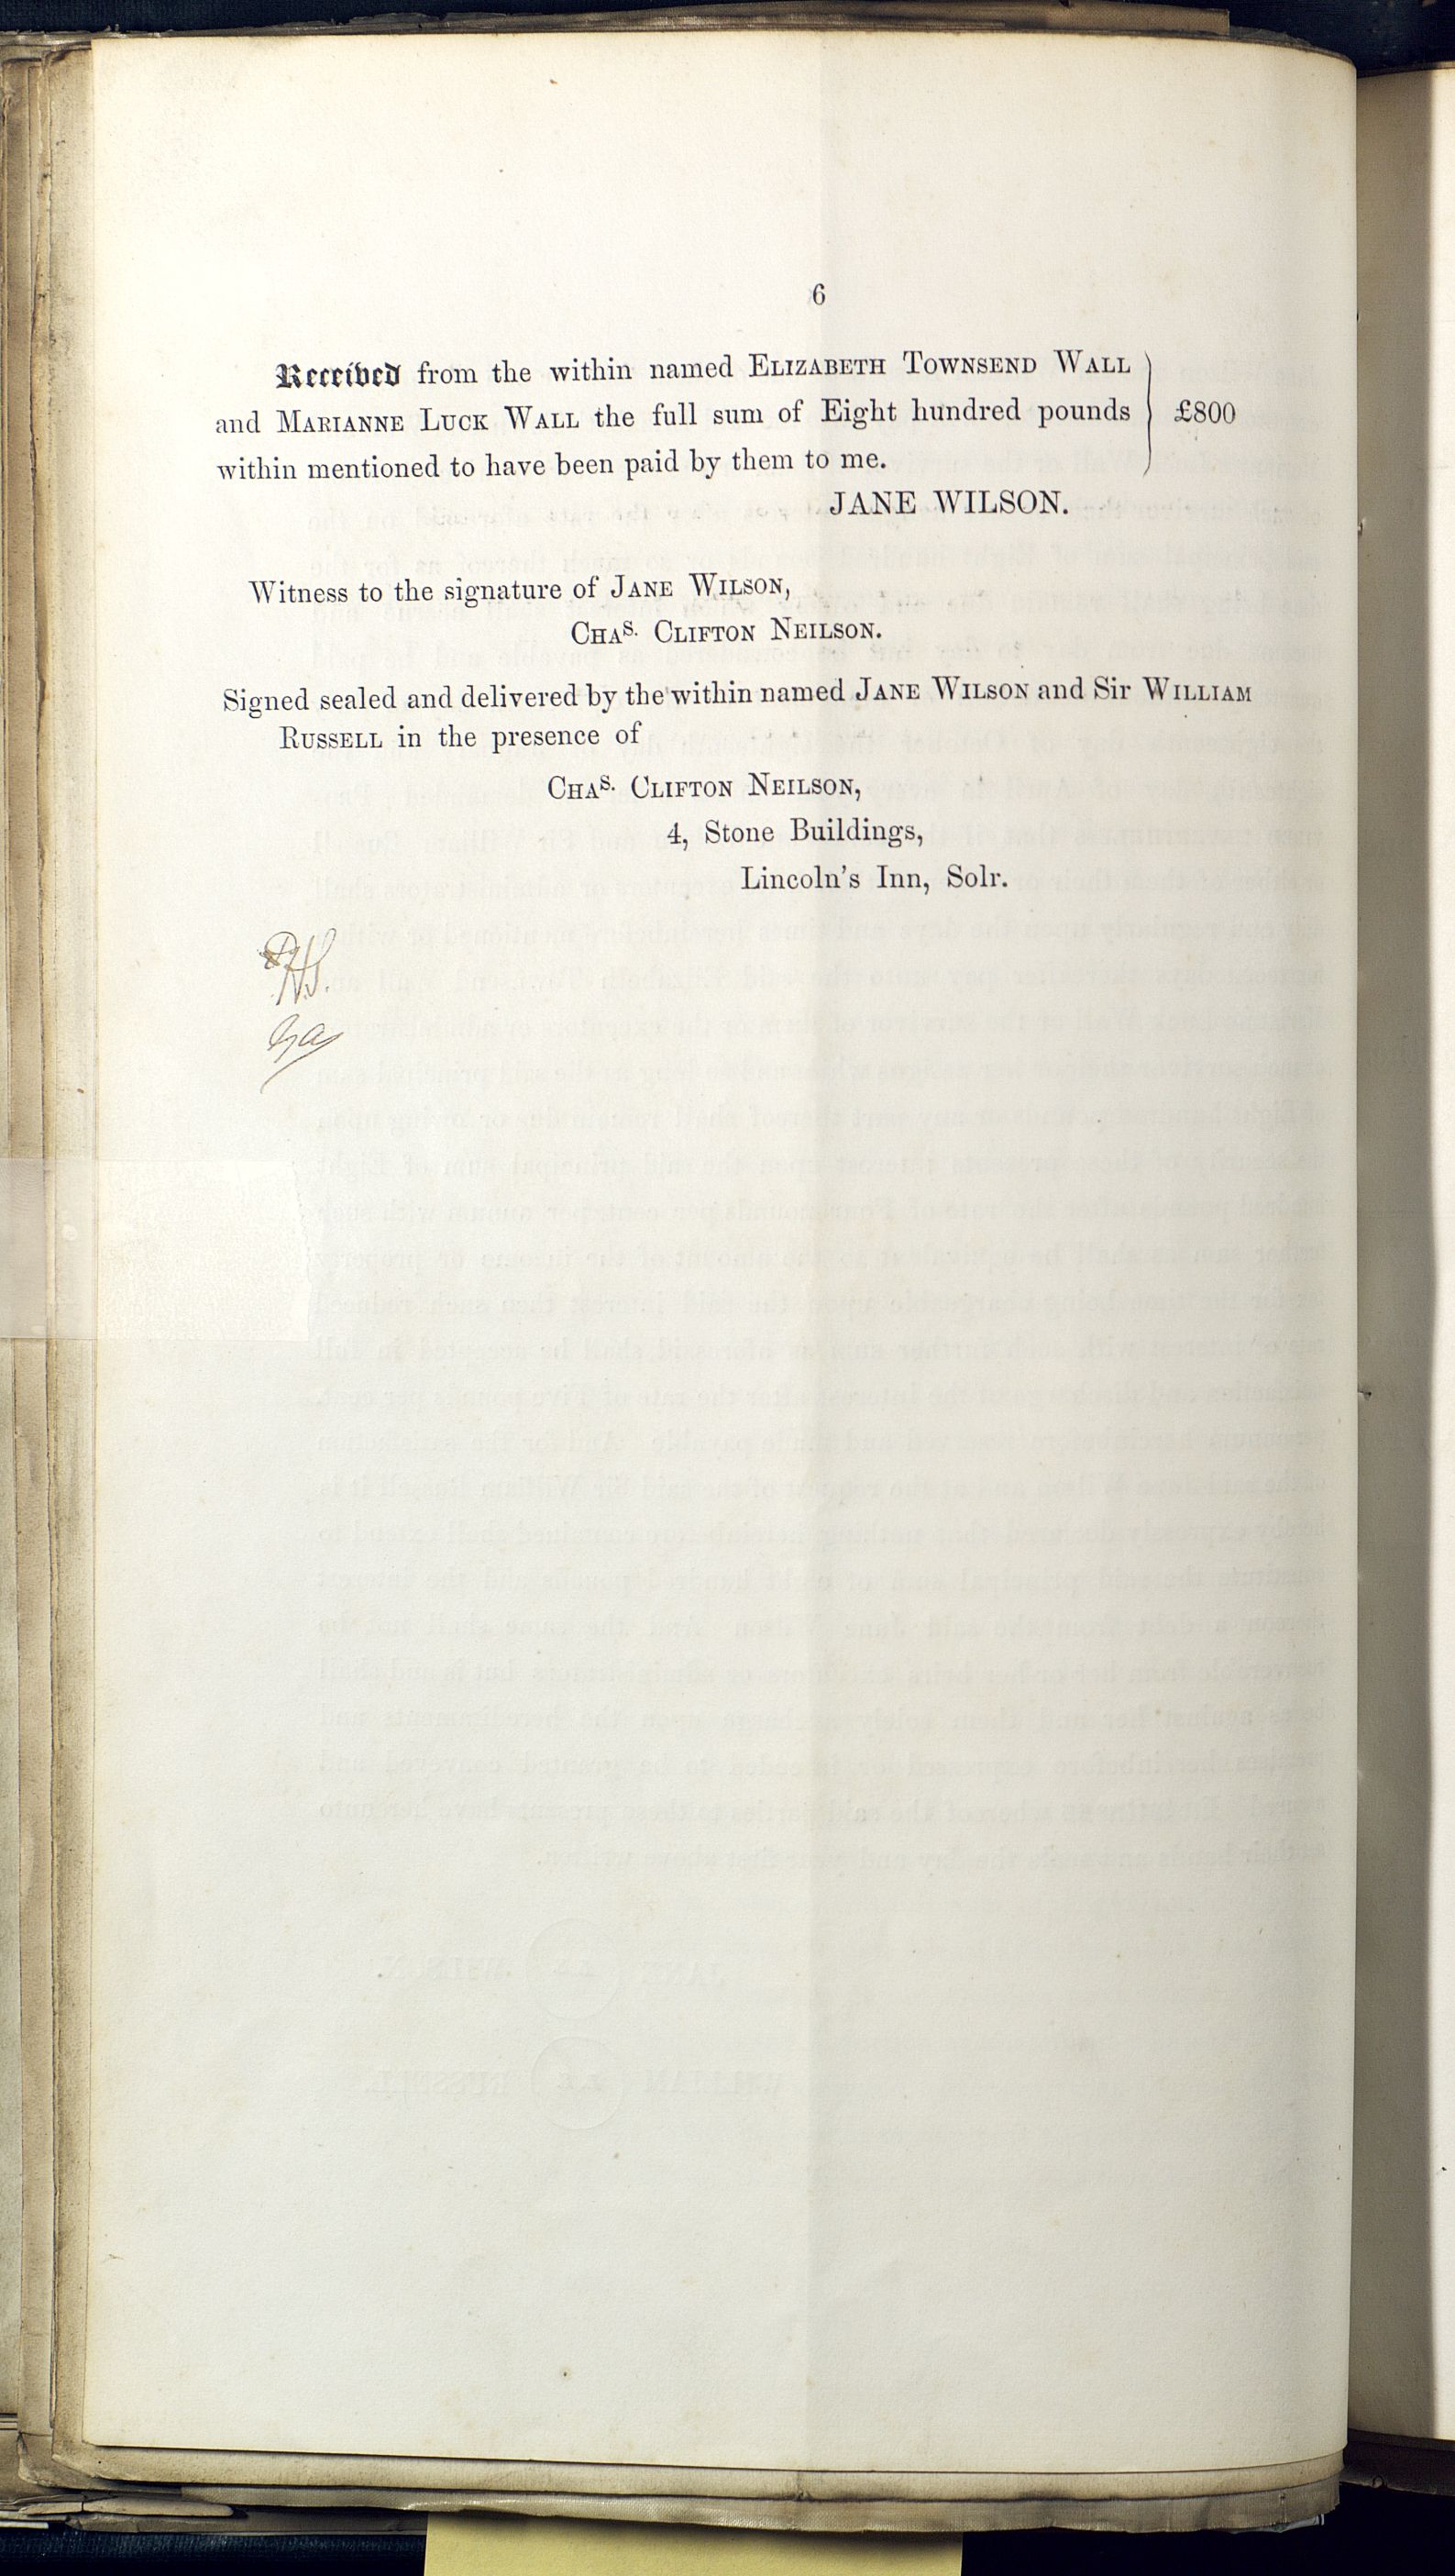 6
Received from the within named ELIZABETH TOWNSEND WALL
and MARIANNE LUCK WALL the full sum of Eight hundred pounds £800
within mentioned to have been paid by them to me.
JANE WILSON.
Witness to the signature of JANE WILSON,
CHAS. CLIFTON NEILSON.
Signed sealed and delivered by the within named JANE WILSON and Sir WILLIAM
RUSSELL in the presence of
CHAS. CLIFTON NEILSON,
4, Stone Buildings,
Lincoln's Inn, Solr.